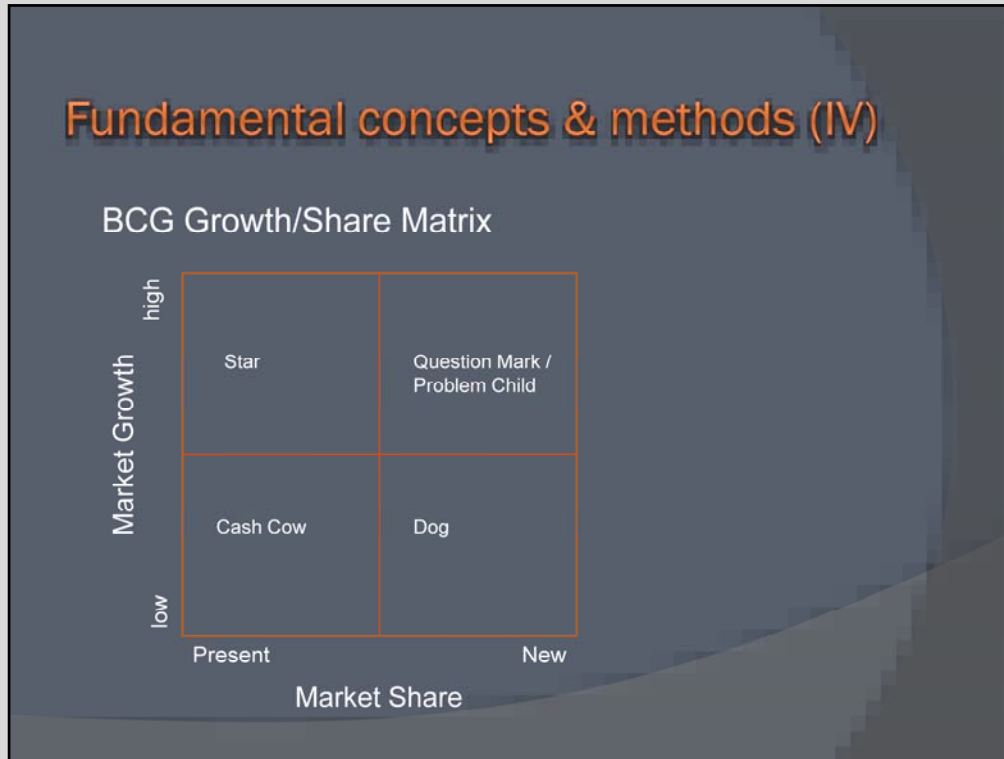 Fundamental concepts & methods (IV)
BCG Growth/Share Matrix
high
Market Growth
low
Star
Question Mark /
Problem Child
Cash Cow
Dog
Present
New
Market Share